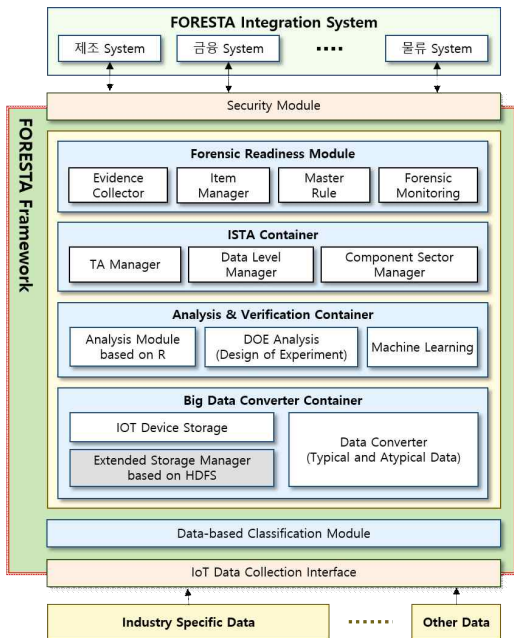 FORESTA Integration System
제조 System
금융 System
물류 System
Security Module
FORESTA Framework
Forensic Readiness Module
Evidence
Collector
Item
Manager
Master
Rule
Forensic
Monitoring
ISTA Container
TA Manager
Data Level
Manager
Component Sector
Manager
Analysis & Verification Container
Analysis Module
based on R
DOE Analysis
(Design of Experiment)
Machine Learning
Big Data Converter Container
IOT Device Storage
Extended Storage Manager
based on HDFS
Data Converter
(Typical and Atypical Data)
Data-based Classification Module
IoT Data Collection Interface
Industry Specific Data
Other Data